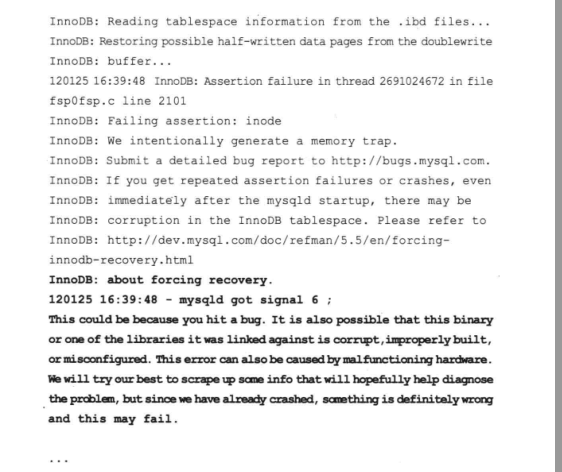 InnoDB: Reading tablespace information from the .ibd files...
InnoDB: Restoring possible half-written data pages from the doublewrite
InnoDB: buffer...
120125 16:39:48 InnoDB: Assertion failure in thread 2691024672 in file
fsp0fsp.c line 2101
InnoDB: Failing assertion: inode
InnoDB: We intentionally generate a memory trap.
InnoDB: Submit a detailed bug report to http://bugs.mysql.com.
InnoDB: If you get repeated assertion failures or crashes, even
InnoDB: immediately after the mysqld startup, there may be
InnoDB: corruption in the InnoDB tablespace. Please refer to
InnoDB: http://dev.mysql.com/doc/refman/5.5/en/forcing-
innodb-recovery.html
InnoDB: about forcing recovery.
120125 16:39:48 - mysqld got signal 6 ;
This could be because you hit a bug. It is also possible that this binary
or one of the libraries it was linked against is corrupt, improperly built,
or misconfigured. This error can also be caused by malfunctioning hardware.
We will try our best to scrape up some info that will hopefully help diagnose
the problem, but since we have already crashed, something is definitely wrong
and this may fail.
...